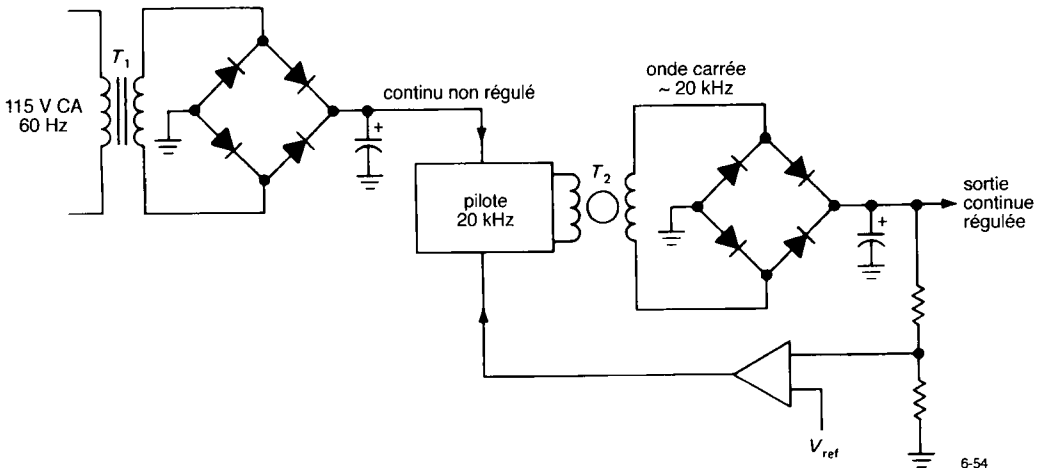 T1
115 V CA
60 Hz
continu non régulé
+
pilote
20 kHz
T2
onde carrée
~ 20 kHz
+
sortie
continue
régulée
Vref
6-54